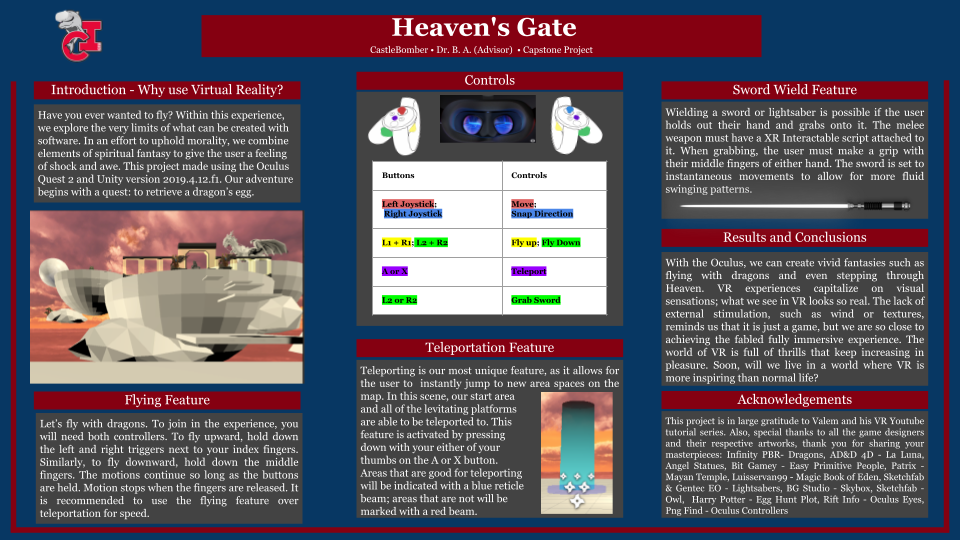 Heaven's Gate
CastleBomber • Dr. B. A. (Advisor) • Capstone Project
Introduction - Why use Virtual Reality?
Have you ever wanted to fly? Within this experience,
we explore the very limits of what can be created with
software. In an effort to uphold morality, we combine
elements of spiritual fantasy to give the user a feeling
of shock and awe. This project made using the Oculus
Quest 2 and Unity version 2019.4.12.f1. Our adventure
begins with a quest: to retrieve a dragon's egg.
Flying Feature
Let's fly with dragons. To join in the experience, you
will need both controllers. To fly upward, hold down
the left and right triggers next to your index fingers.
Similarly, to fly downward, hold down the middle
fingers. The motions continue so long as the buttons
are held. Motion stops when the fingers are released. It
is recommended to use the flying feature over
teleportation for speed.
Controls
Buttons Controls
Left Joystick; Move;
Right Joystick Snap Direction
L1 + R1; L2 + R2 Fly up; Fly Down
A or X Teleport
L2 or R2 Grab Sword
Teleportation Feature
Teleporting is our most unique feature, as it allows for
the user to instantly jump to new area spaces on the
map. In this scene, our start area
and all of the levitating platforms
are able to be teleported to. This
feature is activated by pressing
down with your either of your
thumbs on the A or X button.
Areas that are good for teleporting
will be indicated with a blue reticle
beam; areas that are not will be
marked with a red beam.
Sword Wield Feature
Wielding a sword or lightsaber is possible if the user
holds out their hand and grabs onto it. The melee
weapon must have a XR Interactable script attached to
it. When grabbing, the user must make a grip with
their middle fingers of either hand. The sword is set to
instantaneous movements to allow for more fluid
swinging patterns.
Results and Conclusions
With the Oculus, we can create vivid fantasies such as
flying with dragons and even stepping through
Heaven. VR experiences capitalize on visual
sensations; what we see in VR looks so real. The lack of
external stimulation, such as wind or textures,
reminds us that it is just a game, but we are so close to
achieving the fabled fully immersive experience. The
world of VR is full of thrills that keep increasing in
pleasure. Soon, will we live in a world where VR is
more inspiring than normal life?
Acknowledgements
This project is in large gratitude to Valem and his VR Youtube
tutorial series. Also, special thanks to all the game designers
and their respective artworks, thank you for sharing your
masterpieces: Infinity PBR- Dragons, AD&D 4D - La Luna,
Angel Statues, Bit Gamey - Easy Primitive People, Patrix -
Mayan Temple, Luisservan99 - Magic Book of Eden, Sketchfab
& Gentec EO - Lightsabers, BG Studio - Skybox, Sketchfab -
Owl, Harry Potter - Egg Hunt Plot, Rift Info - Oculus Eyes,
Png Find - Oculus Controllers